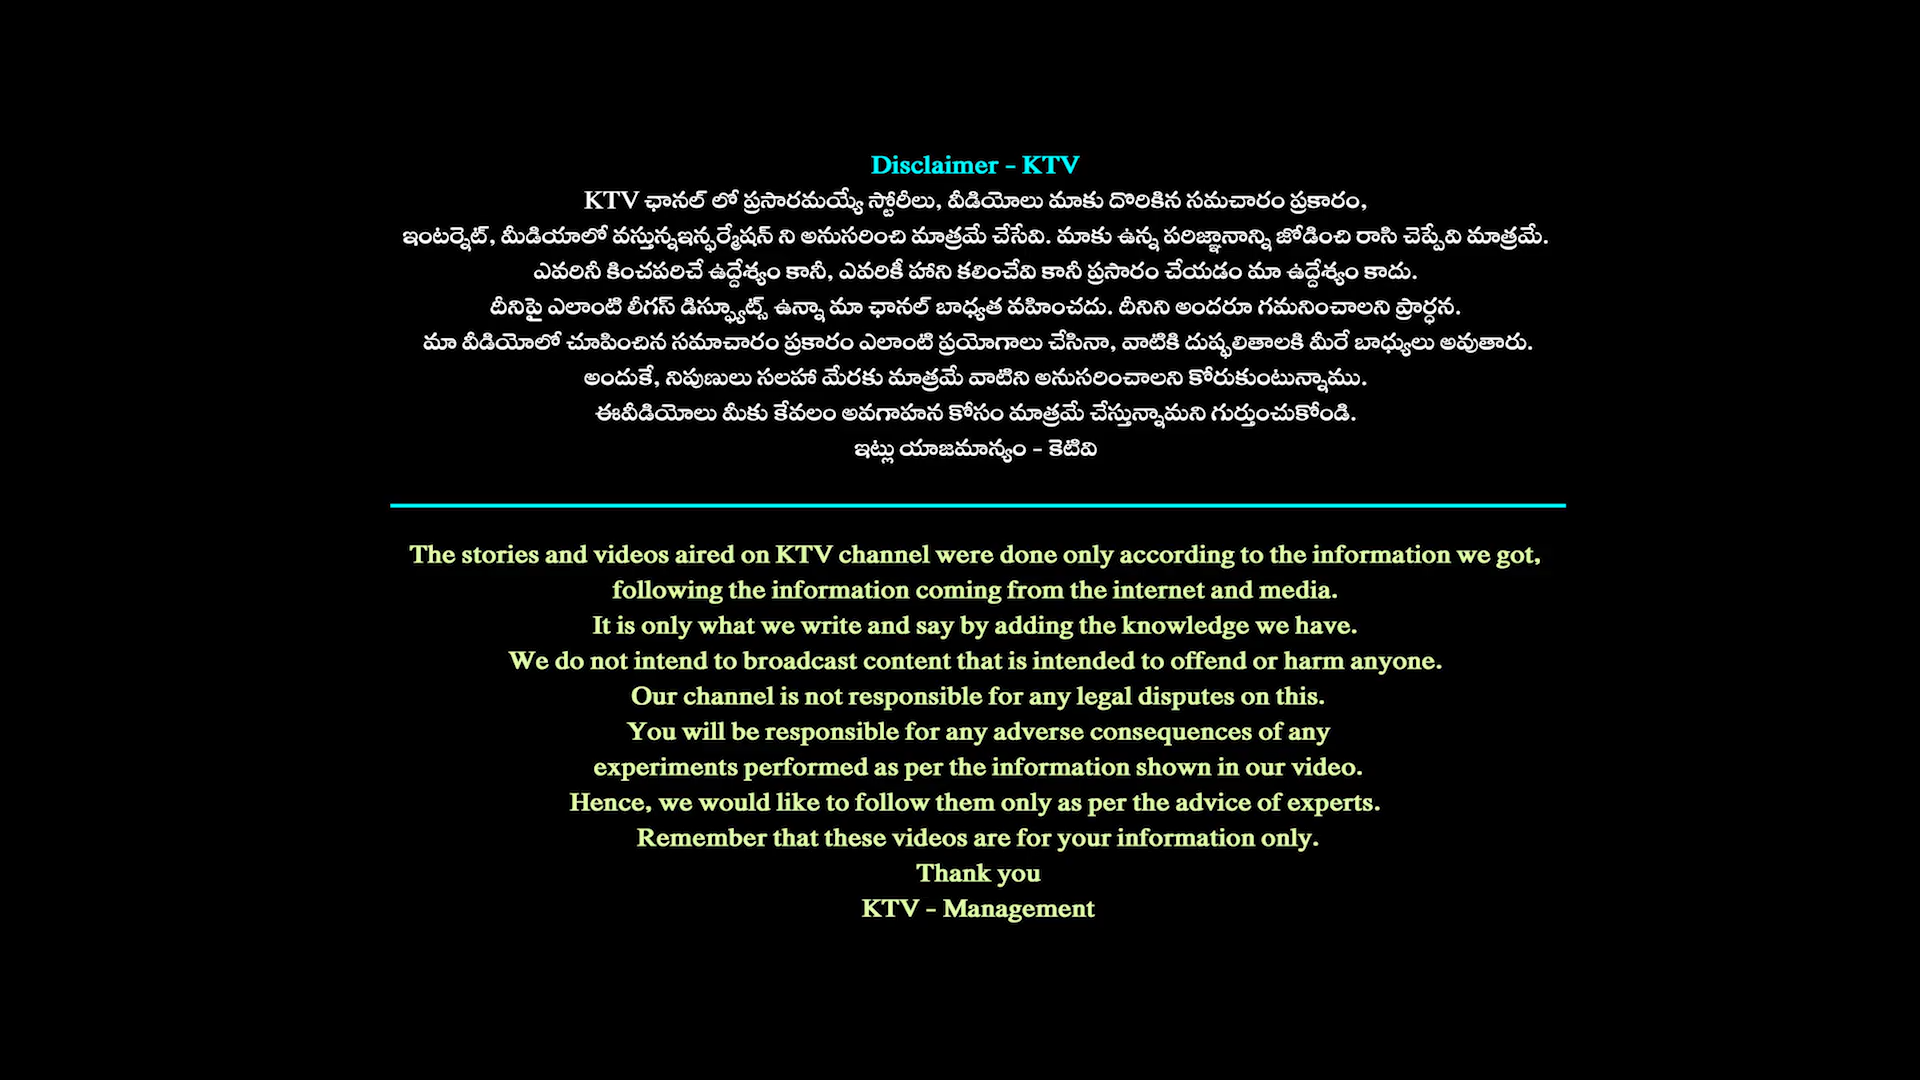 Disclaimer - KTV
KTV ఛానల్ లో ప్రసారమయ్యే స్టోరీలు, వీడియోలు మాకు దొరికిన సమచారం ప్రకారం,
ఇంటర్నెట్, మీడియాలో వస్తున్నఇన్ఫర్మేషన్ ని అనుసరించి మాత్రమే చేసేవి. మాకు ఉన్న పరిజ్ఞానాన్ని జోడించి రాసి చెప్పేవి మాత్రమే.
ఎవరినీ కించపరిచే ఉద్దేశ్యం కానీ, ఎవరికీ హాని కలించేవి కానీ ప్రసారం చేయడం మా ఉద్దేశ్యం కాదు.
దీనిపై ఎలాంటి లీగస్ డిస్ఫ్యూట్స్ ఉన్నా మా ఛానల్ బాధ్యత వహించదు. దీనిని అందరూ గమనించాలని ప్రార్ధన.
మా వీడియోలో చూపించిన సమాచారం ప్రకారం ఎలాంటి ప్రయోగాలు చేసినా, వాటికి దుష్ఫలితాలకి మీరే బాధ్యులు అవుతారు.
అందుకే, నిపుణులు సలహా మేరకు మాత్రమే వాటిని అనుసరించాలని కోరుకుంటున్నాము.
ఈవీడియోలు మీకు కేవలం అవగాహన కోసం మాత్రమే చేస్తున్నామని గుర్తుంచుకోండి.
ఇట్లు యాజమాన్యం - కెటివి
The stories and videos aired on KTV channel were done only according to the information we got,
following the information coming from the internet and media.
It is only what we write and say by adding the knowledge we have.
We do not intend to broadcast content that is intended to offend or harm anyone.
Our channel is not responsible for any legal disputes on this.
You will be responsible for any adverse consequences of any
experiments performed as per the information shown in our video.
Hence, we would like to follow them only as per the advice of experts.
Remember that these videos are for your information only.
Thank you
KTV - Management